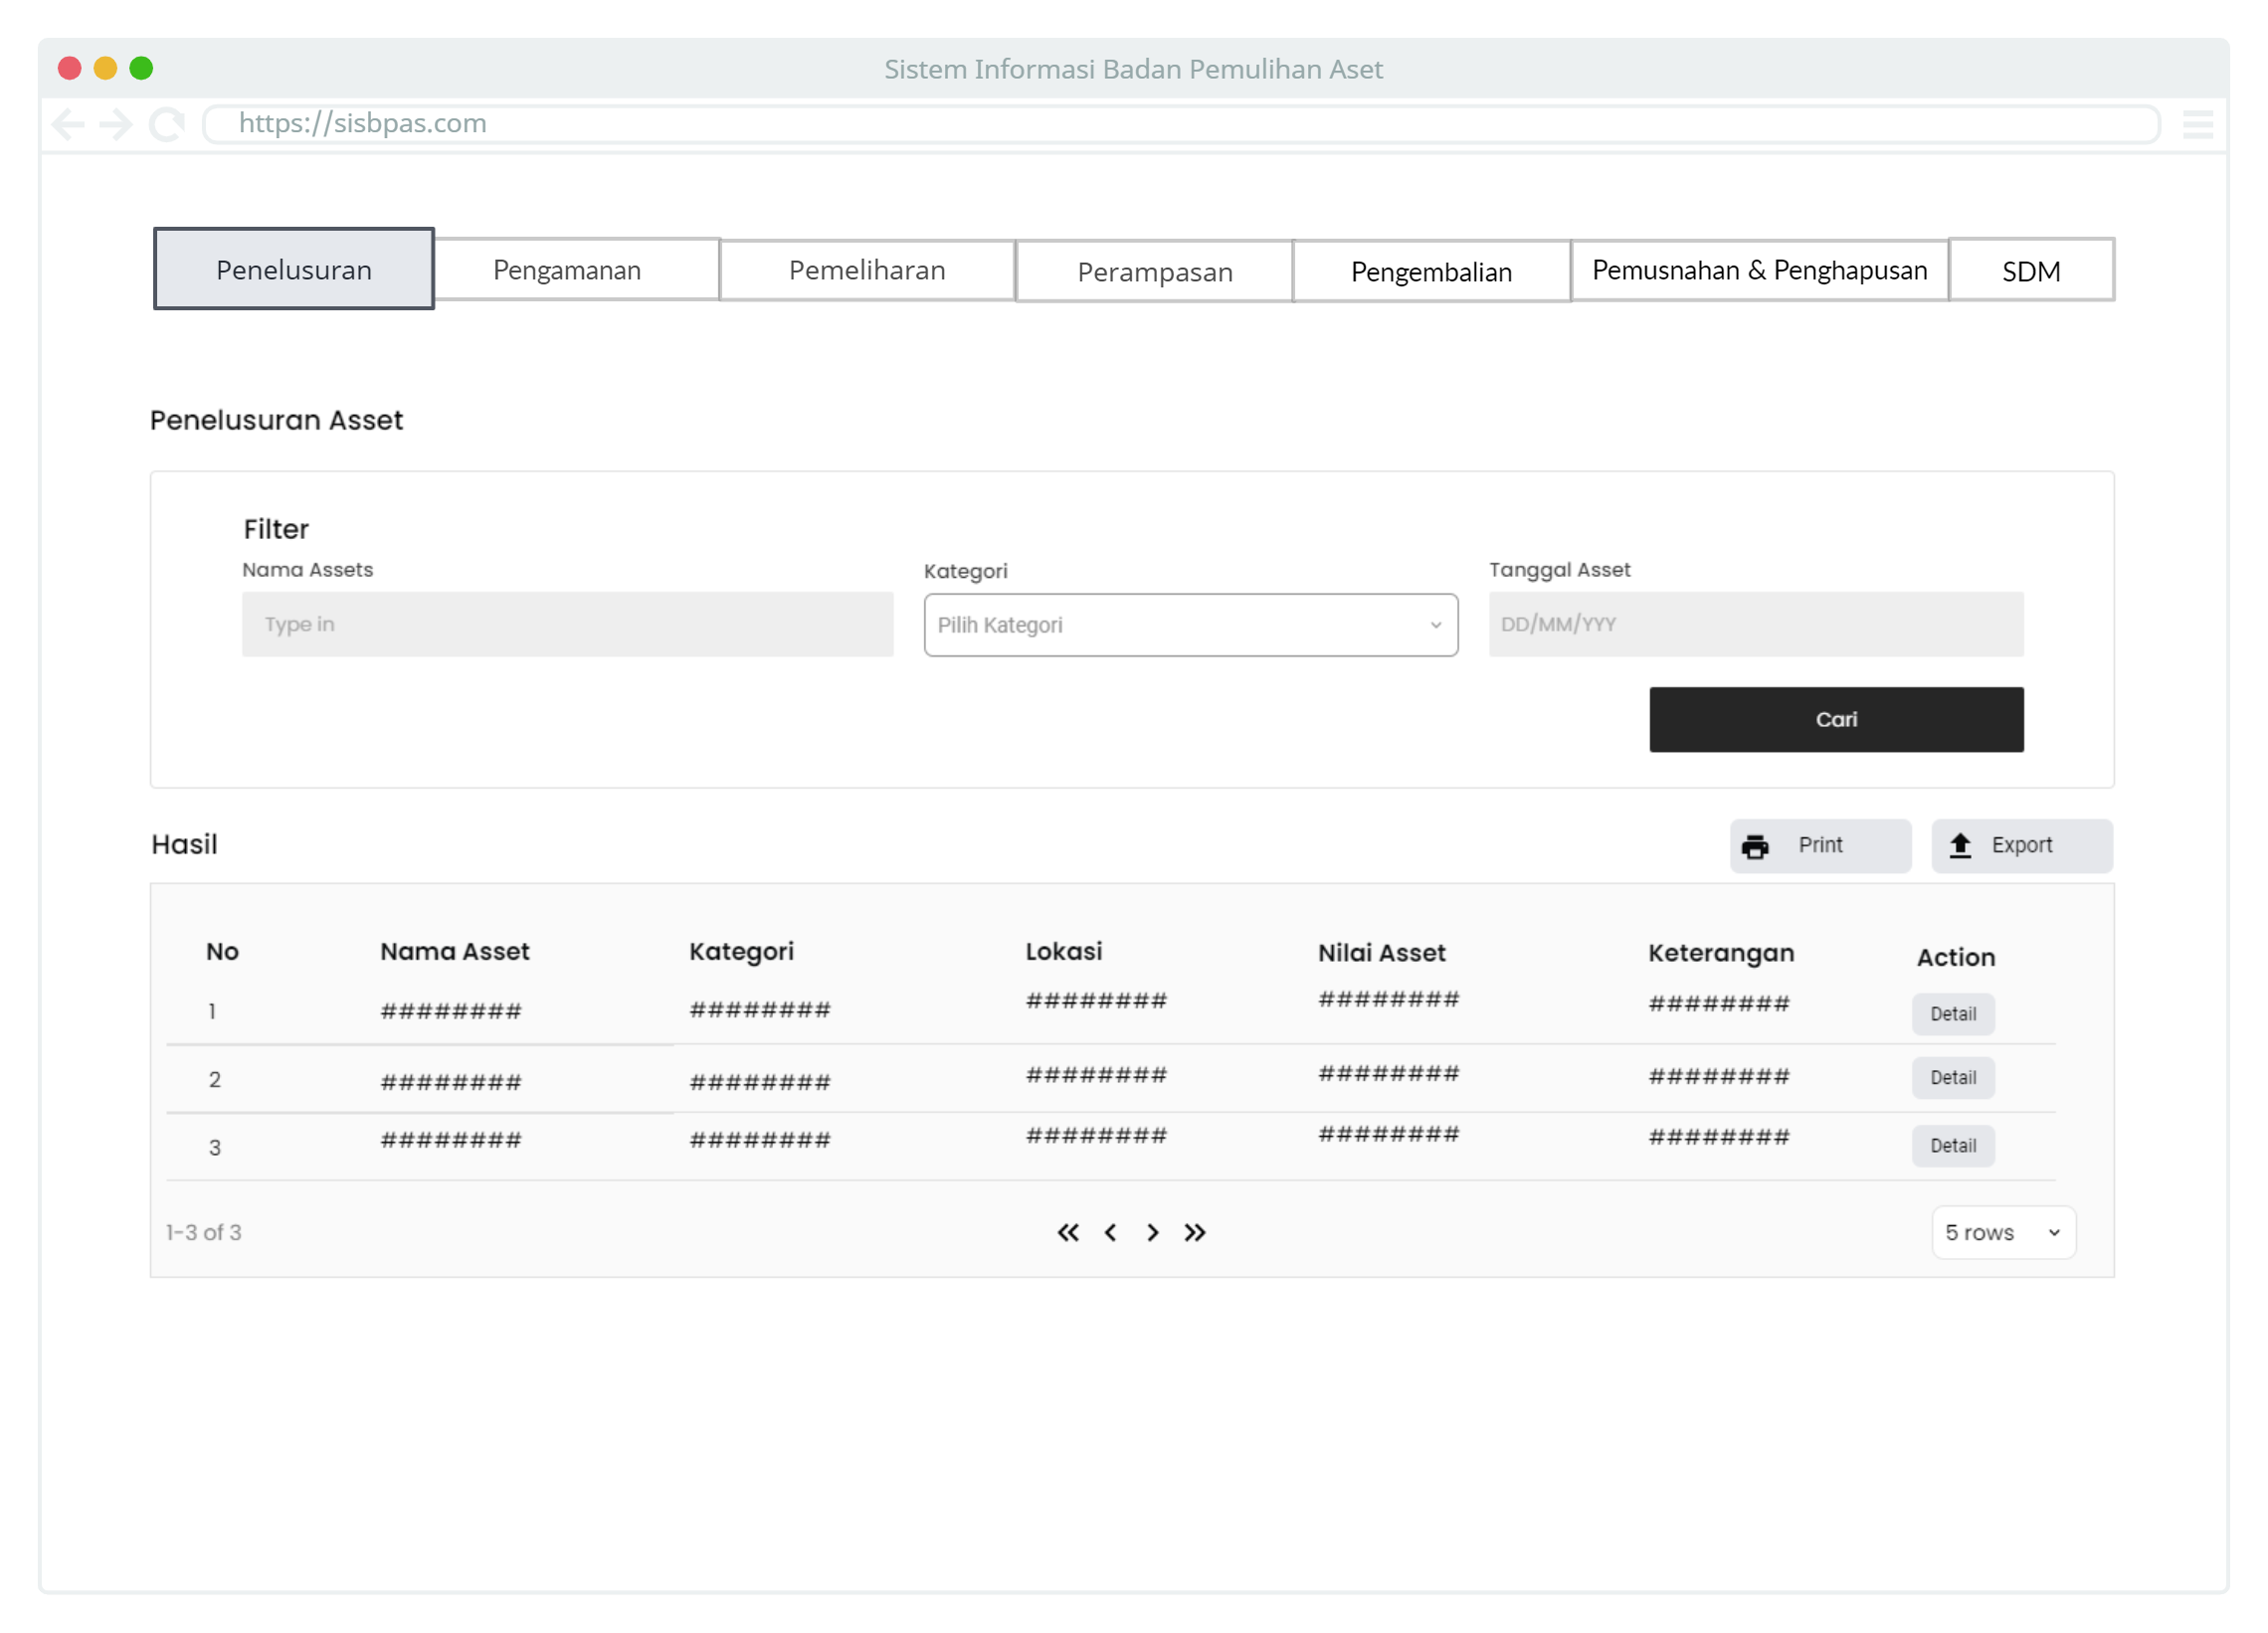 Sistem Informasi Badan Pemulihan Aset
https://sisbpas.com
Penelusuran Pengamanan Pemeliharan Perampasan Pengembalian Pemusnahan & Penghapusan SDM
Penelusuran Asset
Filter
Nama Assets Kategori Tanggal Asset
Type in Pilih Kategori DD/MM/YYY
Cari
Hasil Print Export
No Nama Asset Kategori Lokasi Nilai Asset Keterangan Action
1 ######## ######## ######## ######## ######## Detail
2 ######## ######## ######## ######## ######## Detail
3 ######## ######## ######## ######## ######## Detail
1-3 of 3 5 rows